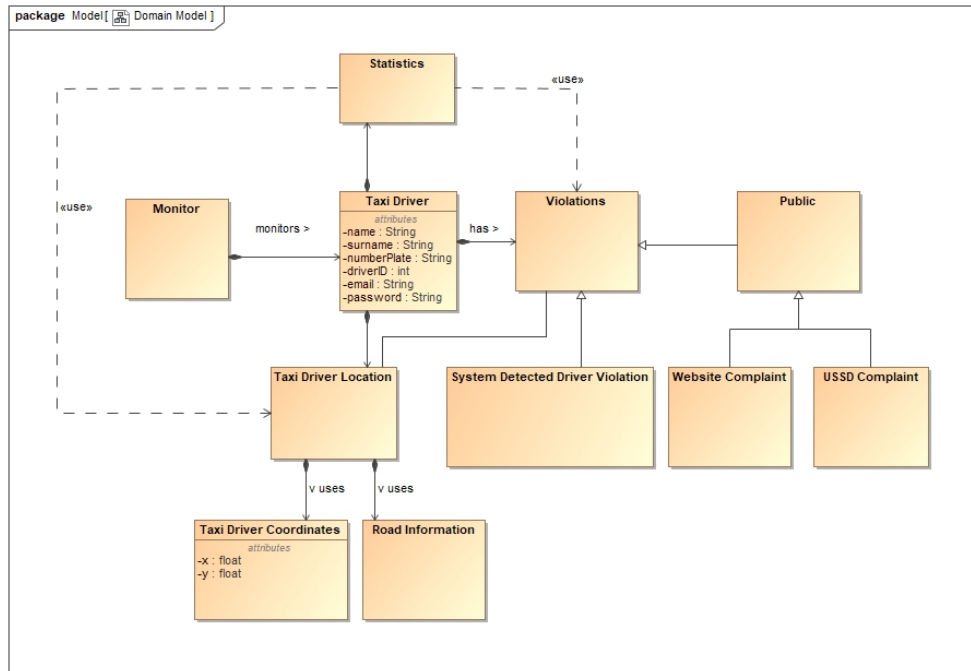 package Model[ Domain Model ]
Statistics
«use»
«use»
Monitor
monitors >
Taxi Driver
attributes
-name : String
-surname : String
-numberPlate : String
-driverID : int
-email : String
-password : String
has >
Violations
Public
Taxi Driver Location
System Detected Driver Violation
Website Complaint
USSD Complaint
v uses
v uses
Taxi Driver Coordinates
attributes
-x : float
-y : float
Road Information